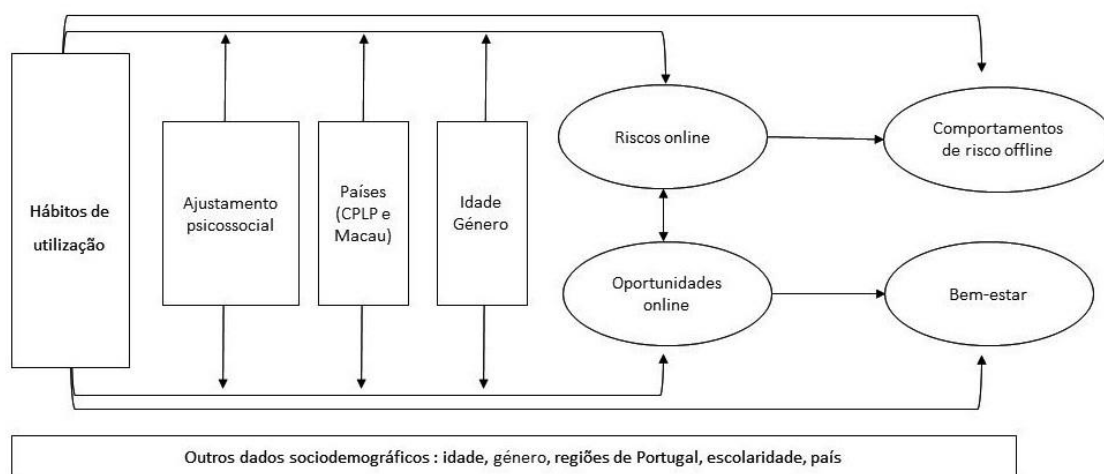 Hábitos de
utilização
Ajustamento
psicossocial
Países
(CPLP e
Macau)
Idade
Género
Riscos online
Comportamentos
de risco offline
Oportunidades
online
Bem-estar
Outros dados sociodemográficos : idade, género, regiões de Portugal, escolaridade, país